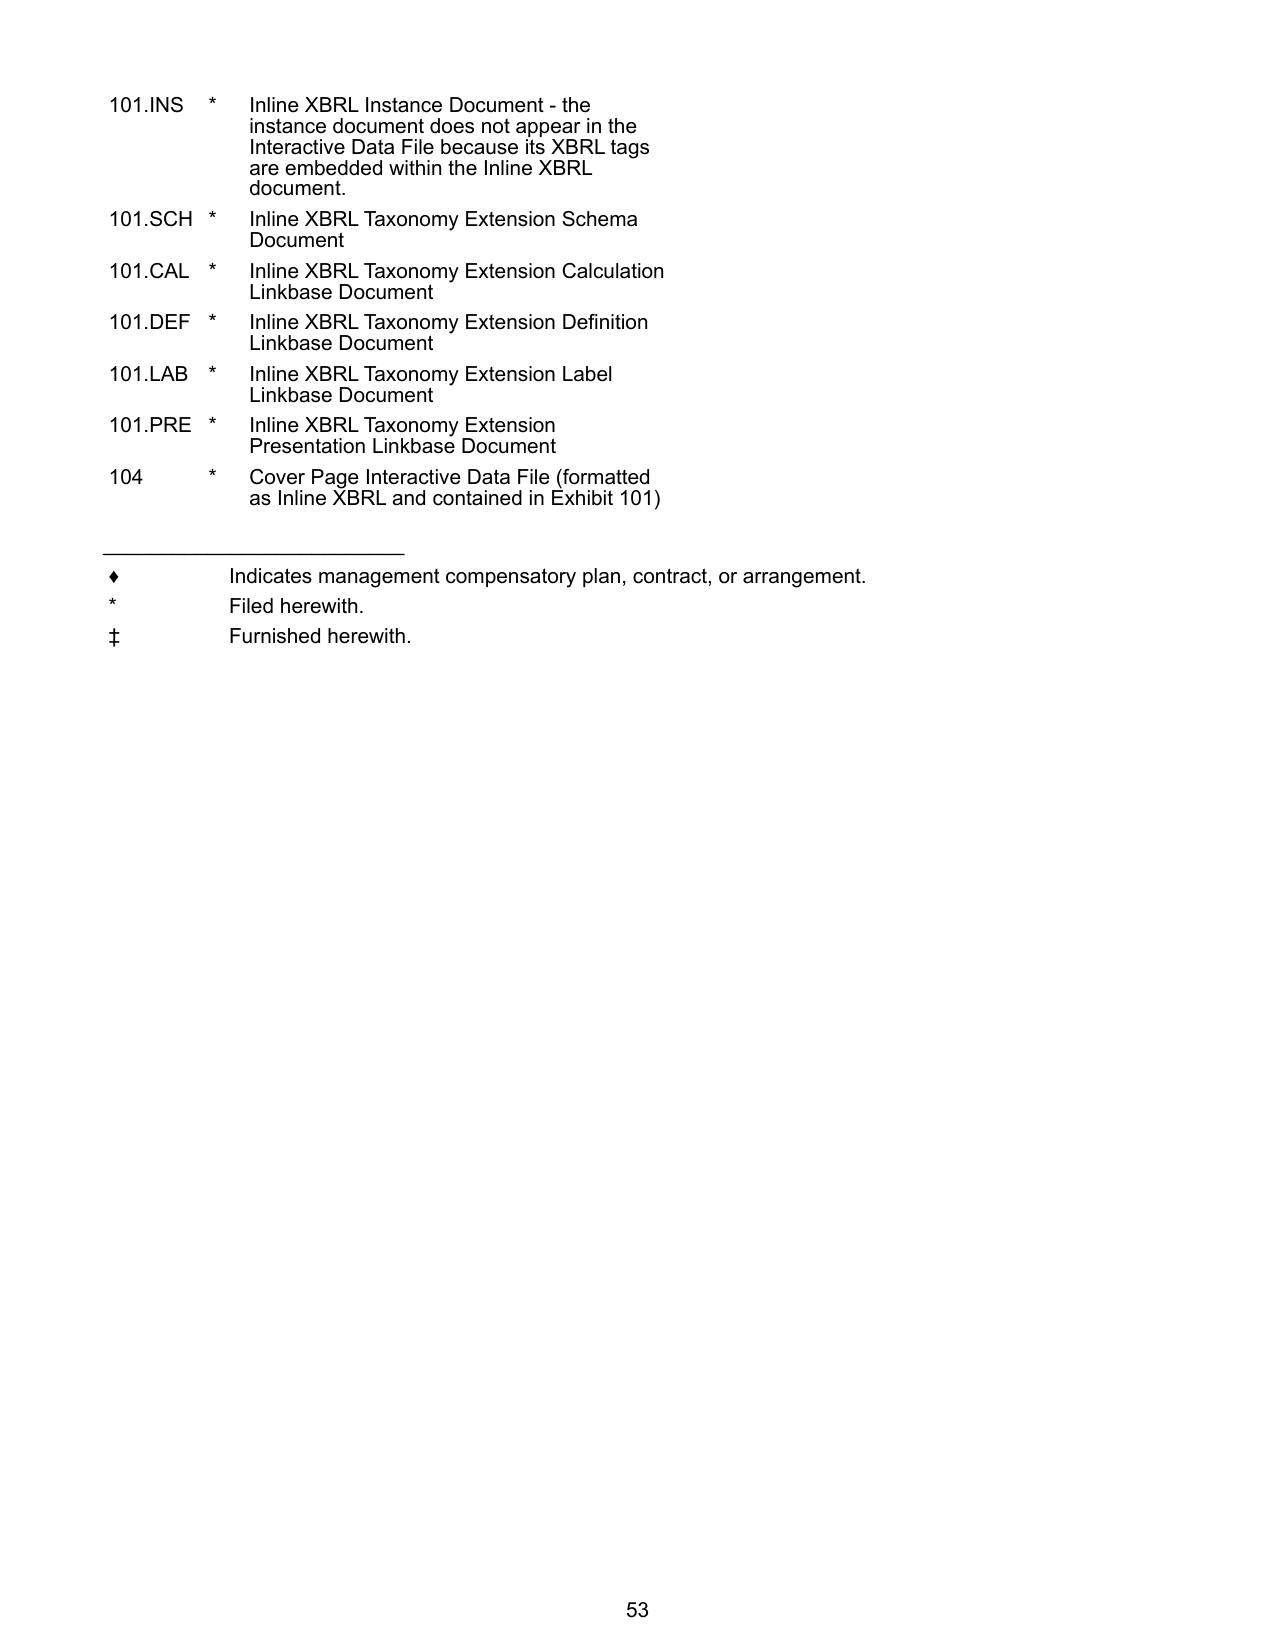 101.INS * Inline XBRL Instance Document - the
instance document does not appear in the
Interactive Data File because its XBRL tags
are embedded within the Inline XBRL
document.
101.SCH * Inline XBRL Taxonomy Extension Schema
Document
101.CAL * Inline XBRL Taxonomy Extension Calculation
Linkbase Document
101.DEF * Inline XBRL Taxonomy Extension Definition
Linkbase Document
101.LAB * Inline XBRL Taxonomy Extension Label
Linkbase Document
101.PRE * Inline XBRL Taxonomy Extension
Presentation Linkbase Document
104 * Cover Page Interactive Data File (formatted
as Inline XBRL and contained in Exhibit 101)
♦ Indicates management compensatory plan, contract, or arrangement.
* Filed herewith.
‡ Furnished herewith.
53